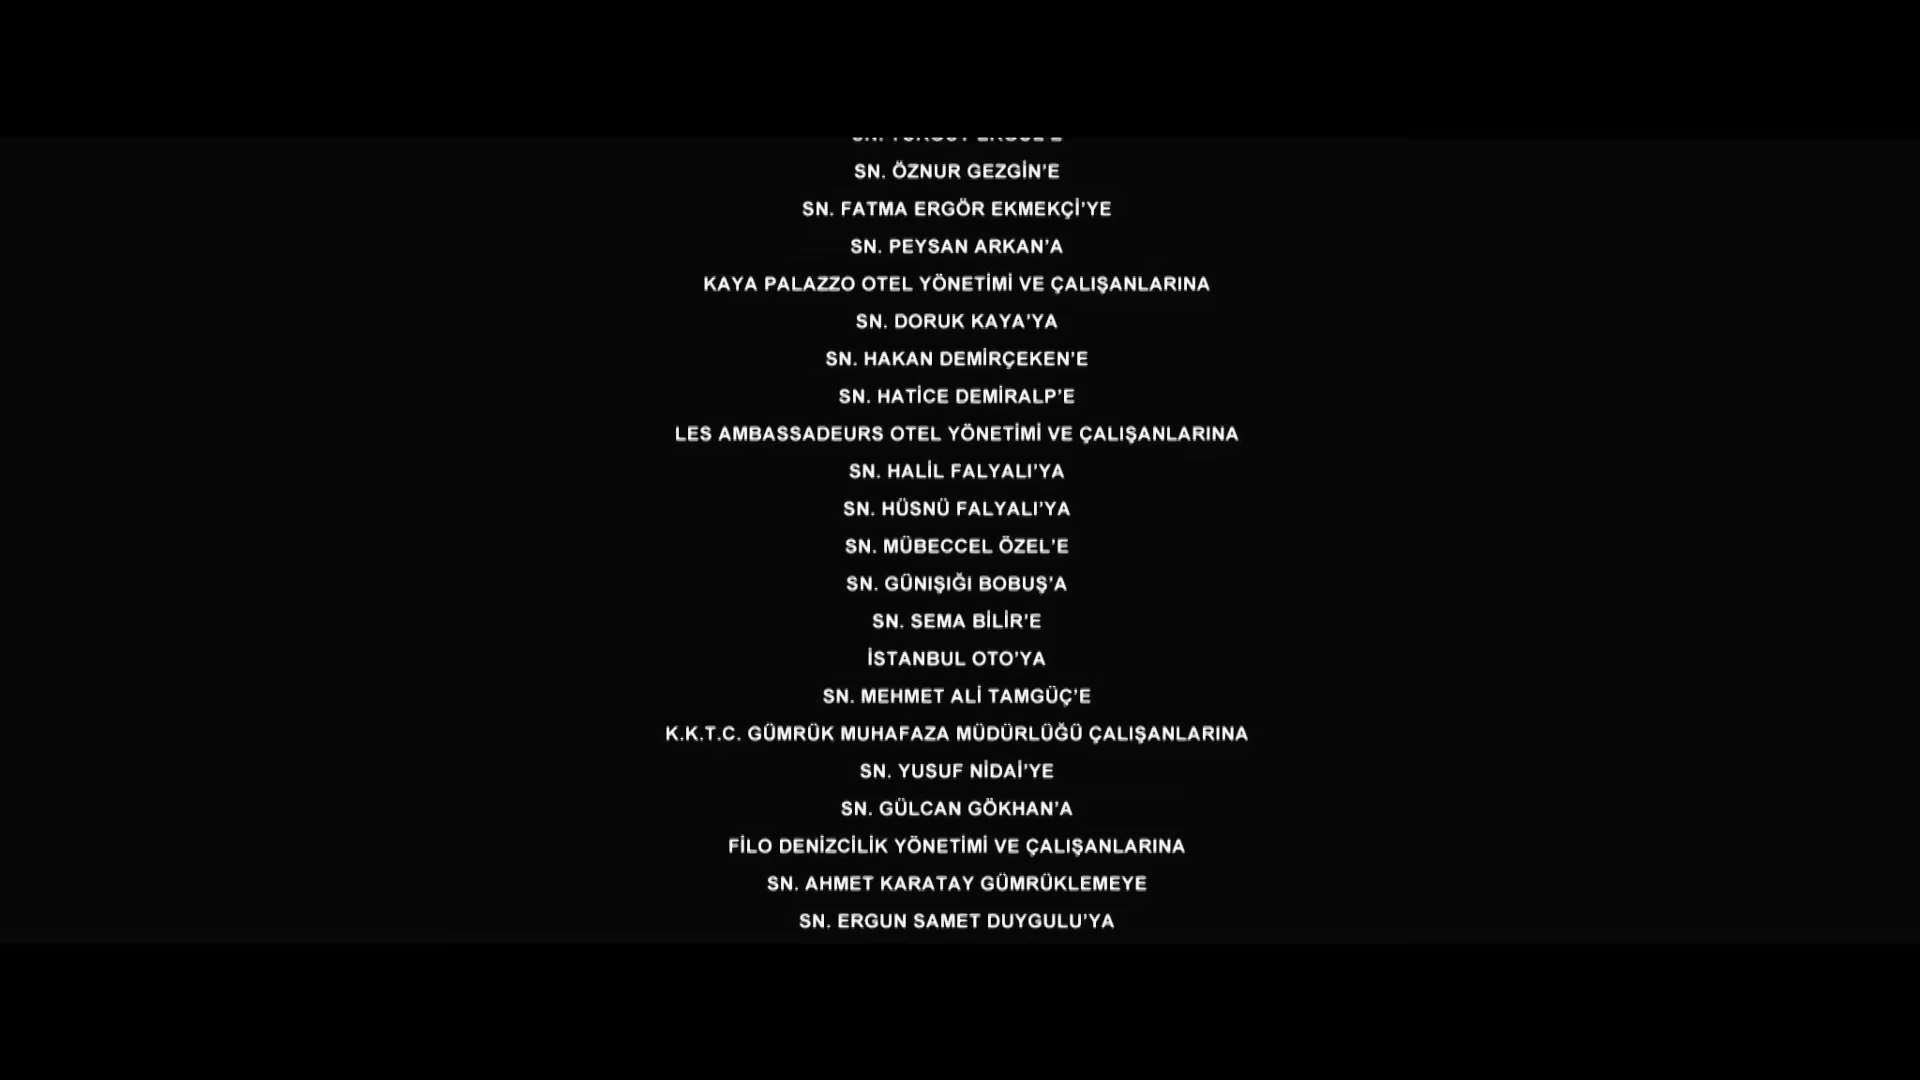 SN. ÖZNUR GEZGİN'E
SN. FATMA ERGÖR EKMEKÇİ'YE
SN. PEYSAN ARKAN'A
KAYA PALAZZO OTEL YÖNETİMİ VE ÇALIŞANLARINA
SN. DORUK KAYA'YA
SN. HAKAN DEMİRÇEKEN'E
SN. HATİCE DEMİRALP'E
LES AMBASSADEURS OTEL YÖNETİMİ VE ÇALIŞANLARINA
SN. HALİL FALYALI'YA
SN. HÜSNÜ FALYALI'YA
SN. MÜBECCEL ÖZEL'E
SN. GÜNIŞIĞI BOBUŞ'A
SN. SEMA BİLİR'E
İSTANBUL OTO'YA
SN. MEHMET ALİ TAMGÜÇ'E
K.K.T.C. GÜMRÜK MUHAFAZA MÜDÜRLÜĞÜ ÇALIŞANLARINA
SN. YUSUF NİDAİ'YE
SN. GÜLCAN GÖKHAN'A
FİLO DENİZCİLİK YÖNETİMİ VE ÇALIŞANLARINA
SN. AHMET KARATAY GÜMRÜKLEMEYE
SN. ERGUN SAMET DUYGULU'YA